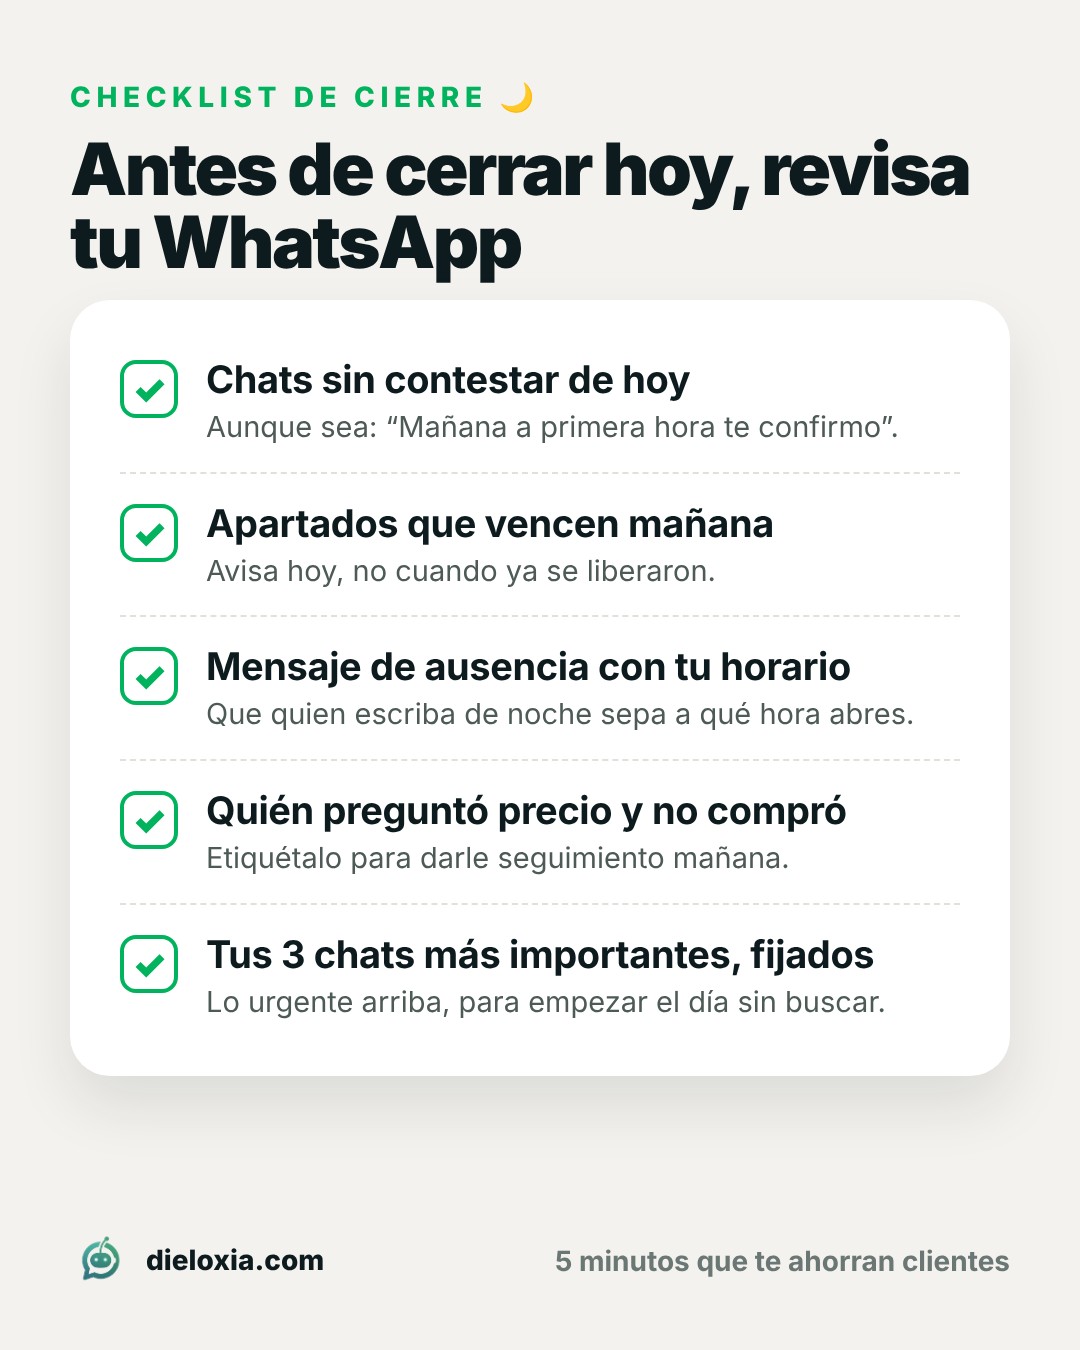 CHECKLIST DE CIERRE 🌙
Antes de cerrar hoy, revisa
tu WhatsApp
Chats sin contestar de hoy
Aunque sea: “Mañana a primera hora te confirmo”.
Apartados que vencen mañana
Avisa hoy, no cuando ya se liberaron.
Mensaje de ausencia con tu horario
Que quien escriba de noche sepa a qué hora abres.
Quién preguntó precio y no compró
Etiquétalo para darle seguimiento mañana.
Tus 3 chats más importantes, fijados
Lo urgente arriba, para empezar el día sin buscar.
dieloxia.com
5 minutos que te ahorran clientes